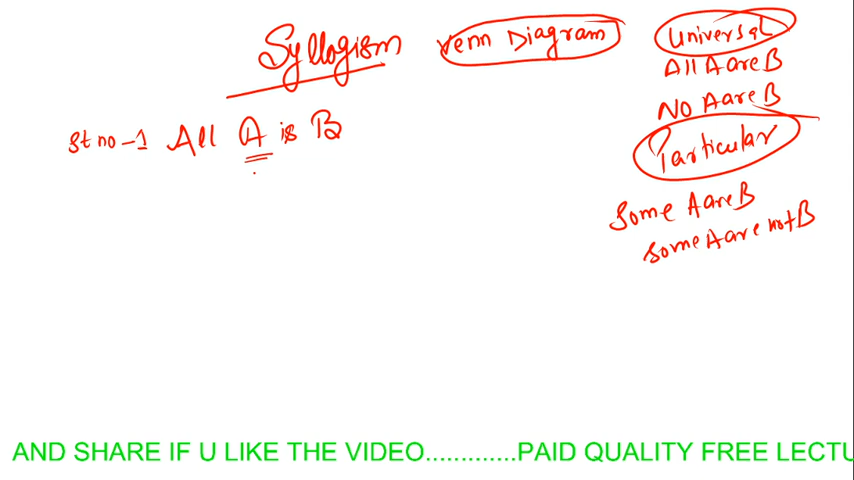 Syllogism
Venn Diagram
Universal
All A are B
NO A are B
Particular
Some A are B
Some A are not B
St no -1 All A is B
AND SHARE IF U LIKE THE VIDEO.............PAID QUALITY FREE LECTU